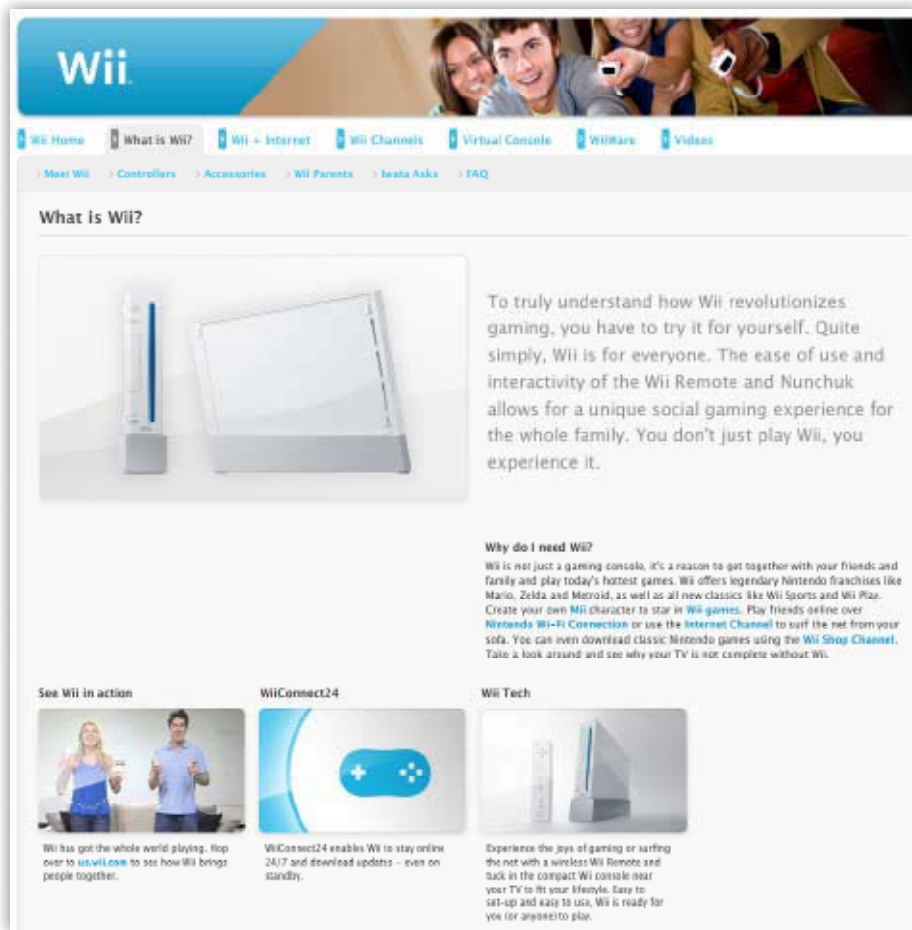 Wii
Wii Home
What is Wii?
Wii + Internet
Wii Channels
Virtual Console
WiiWare
Videos
Meet Wii
Controllers
Accessories
Wii Parents
Iwata Asks
FAQ
What is Wii?
To truly understand how Wii revolutionizes
gaming, you have to try it for yourself. Quite
simply, Wii is for everyone. The ease of use and
interactivity of the Wii Remote and Nunchuk
allows for a unique social gaming experience for
the whole family. You don't just play Wii, you
experience it.
Why do I need Wii?
Wii is not just a gaming console, it's a reason to get together with your friends and
family and play today's hottest games. Wii offers legendary Nintendo franchises like
Mario, Zelda and Metroid, as well as all new classics like Wii Sports and Wii Play.
Create your own Mii character to star in Wii games. Play friends online over
Nintendo Wi-Fi Connection or use the Internet Channel to surf the net from your
sofa. You can even download classic Nintendo games using the Wii Shop Channel.
Take a look around and see why your TV is not complete without Wii.
See Wii in action
Wii has got the whole world playing. Hop
over to us.wii.com to see how Wii brings
people together.
WiiConnect24
WiiConnect24 enables Wii to stay online
24/7 and download updates – even on
standby.
Wii Tech
Experience the joys of gaming or surfing
the net with a wireless Wii Remote and
tuck in the compact Wii console near
your TV to fit your lifestyle. Easy to
set-up and easy to use, Wii is ready for
you (or anyone) to play.